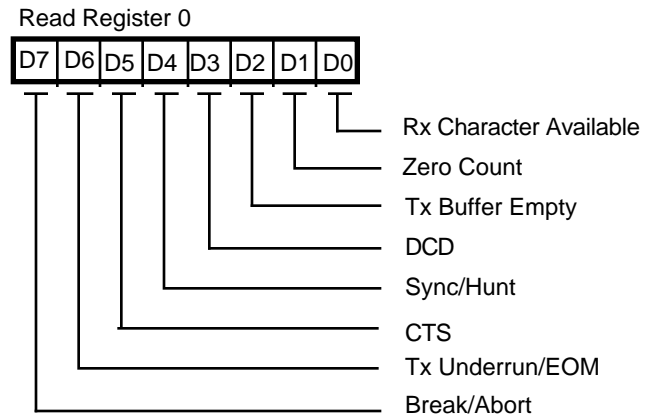 Read Register 0
D7 D6 D5 D4 D3 D2 D1 D0
Rx Character Available
Zero Count
Tx Buffer Empty
DCD
Sync/Hunt
CTS
Tx Underrun/EOM
Break/Abort